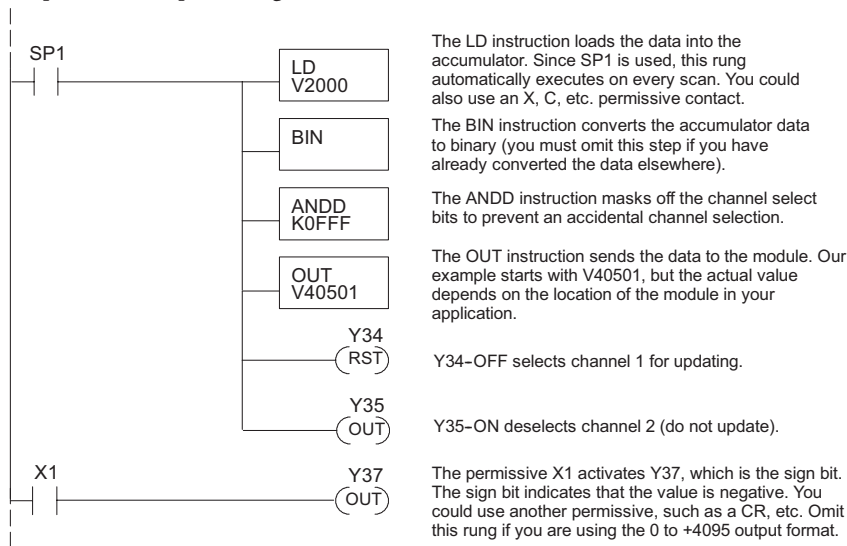 SP1
LD
V2000
The LD instruction loads the data into the
accumulator. Since SP1 is used, this rung
automatically executes on every scan. You could
also use an X, C, etc. permissive contact.
BIN
The BIN instruction converts the accumulator data
to binary (you must omit this step if you have
already converted the data elsewhere).
ANDD
K0FFF
The ANDD instruction masks off the channel select
bits to prevent an accidental channel selection.
OUT
V40501
The OUT instruction sends the data to the module. Our
example starts with V40501, but the actual value
depends on the location of the module in your
application.
Y34
RST
Y34-OFF selects channel 1 for updating.
Y35
OUT
Y35-ON deselects channel 2 (do not update).
X1
Y37
OUT
The permissive X1 activates Y37, which is the sign bit.
The sign bit indicates that the value is negative. You
could use another permissive, such as a CR, etc. Omit
this rung if you are using the 0 to +4095 output format.